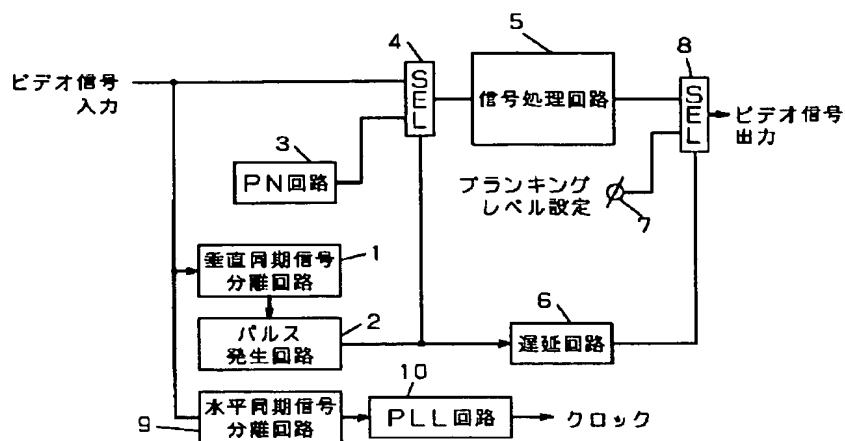 4
5
8
ビデオ信号
入力
SEL
信号処理回路
SEL
ビデオ信号
出力
3
PN回路
ブランキング
レベル設定
7
垂直同期信号
分離回路
1
パルス
発生回路
2
6
遅延回路
10
9
水平同期信号
分離回路
PLL回路
クロック